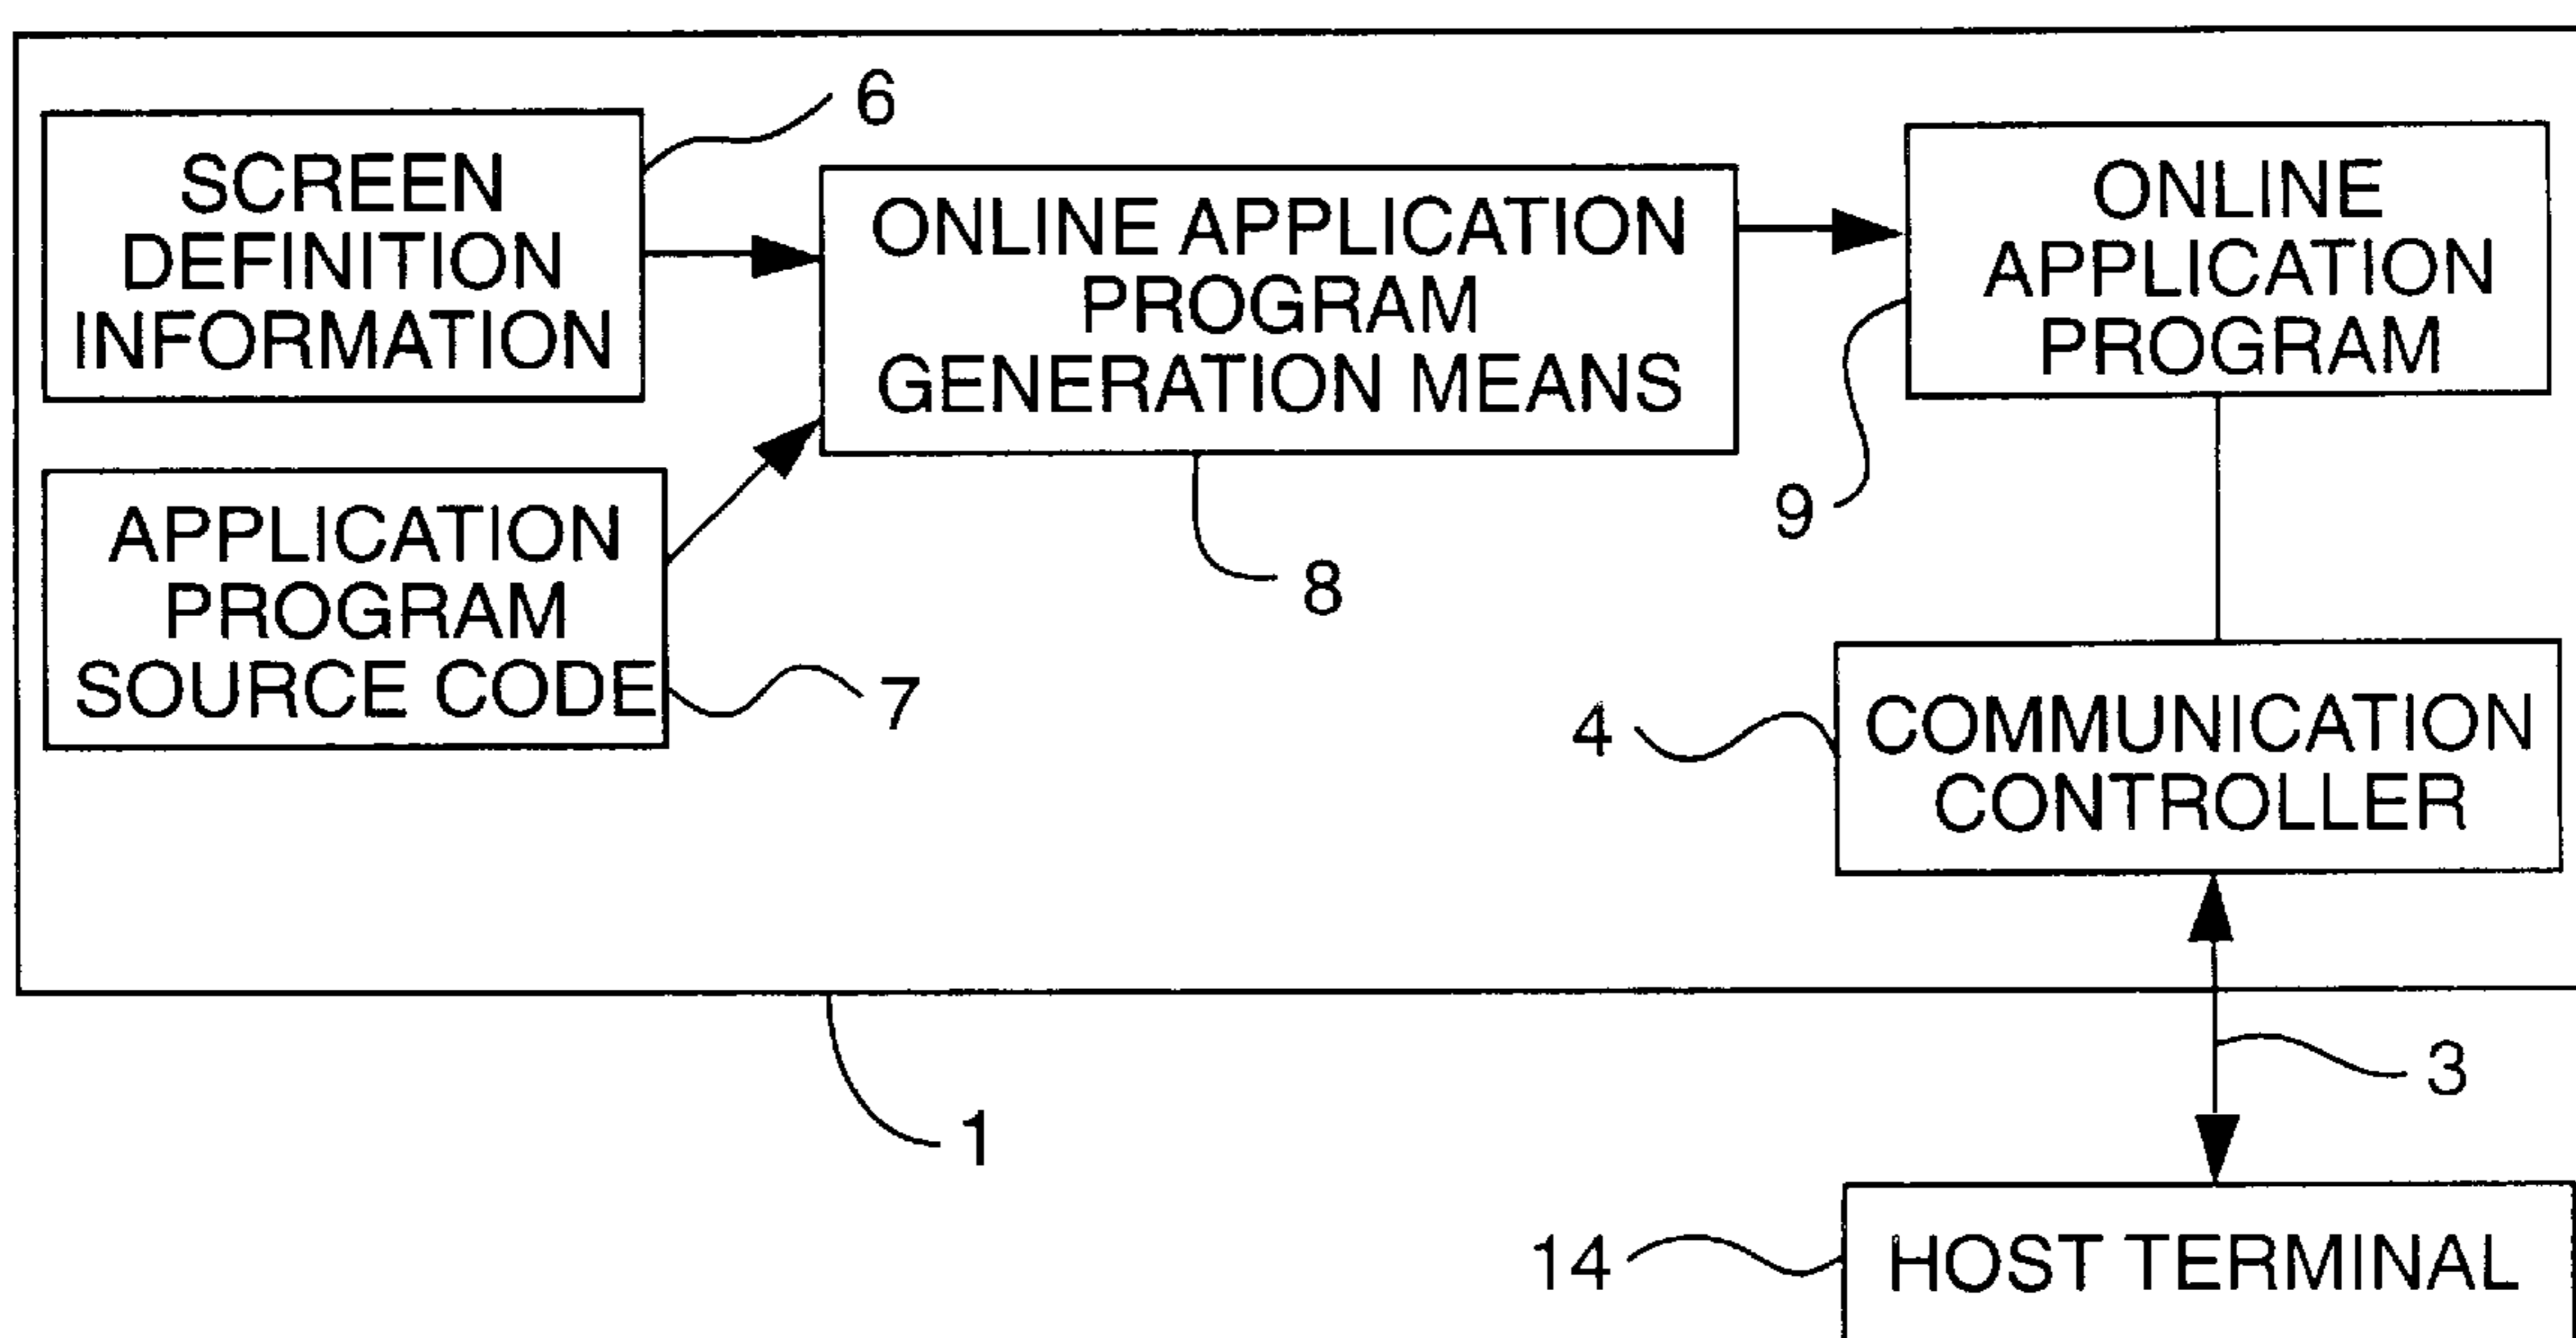 6
SCREEN
DEFINITION
INFORMATION
ONLINE APPLICATION
PROGRAM
GENERATION MEANS
ONLINE
APPLICATION
PROGRAM
9
8
APPLICATION
PROGRAM
SOURCE CODE
7
4
COMMUNICATION
CONTROLLER
3
1
14
HOST TERMINAL